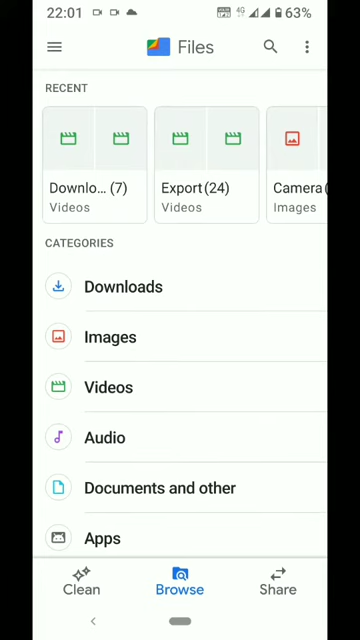 22:01 4G 63%
Files
RECENT
Downlo... (7) Export (24) Camera(
Videos Videos Images
CATEGORIES
Downloads
Images
Videos
Audio
Documents and other
Apps
Clean Browse Share